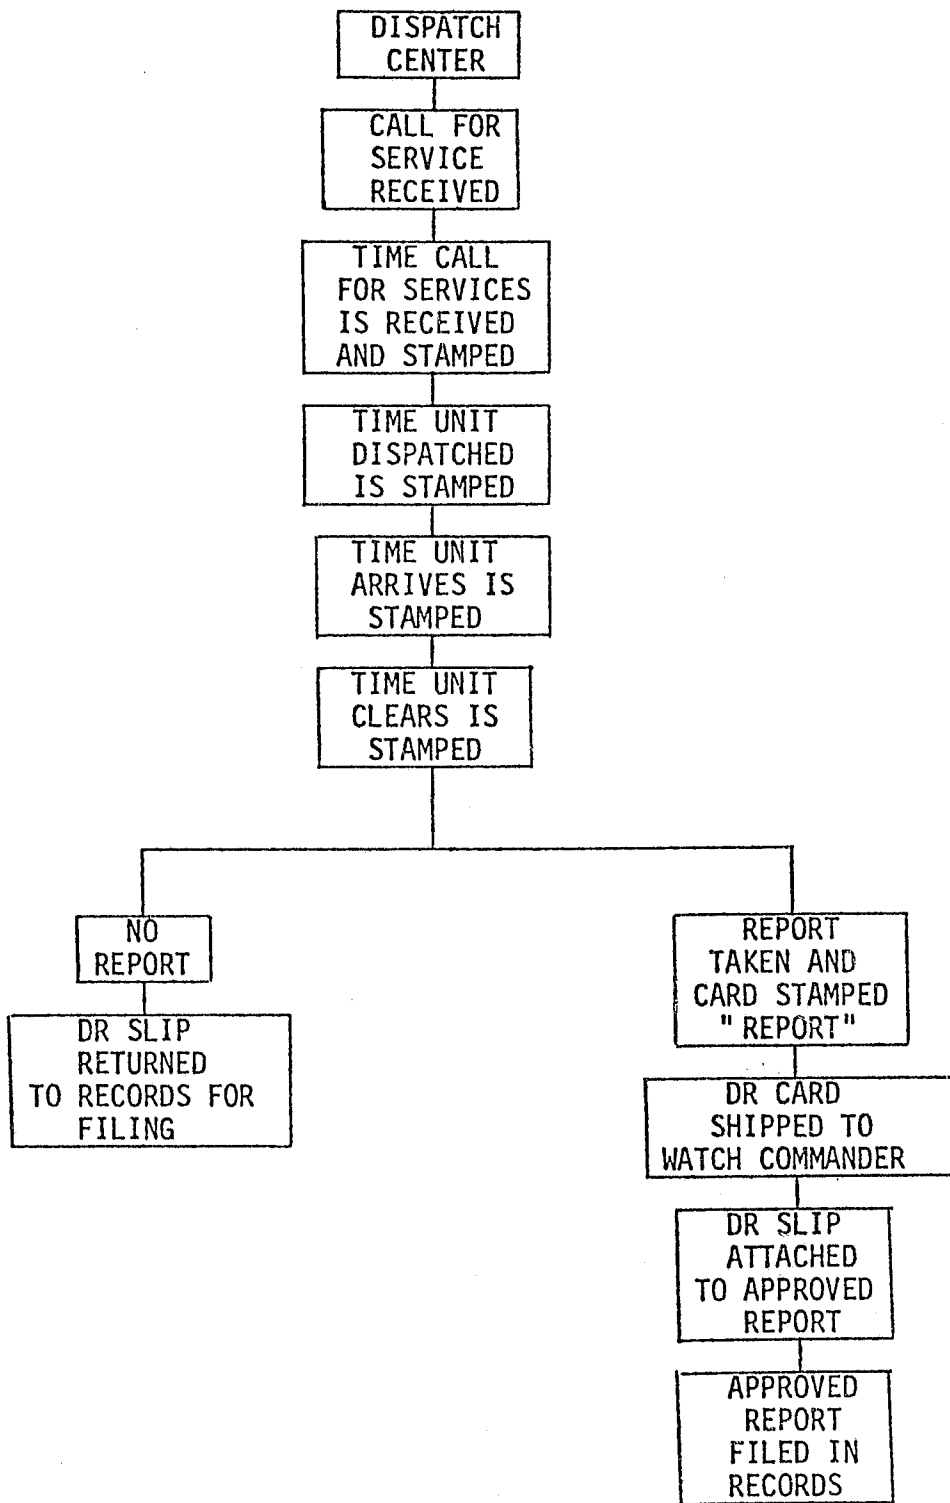 DISPATCH
CENTER
CALL FOR
SERVICE
RECEIVED
TIME CALL
FOR SERVICES
IS RECEIVED
AND STAMPED
TIME UNIT
DISPATCHED
IS STAMPED
TIME UNIT
ARRIVES IS
STAMPED
TIME UNIT
CLEARS IS
STAMPED
NO
REPORT
DR SLIP
RETURNED
TO RECORDS FOR
FILING
REPORT
TAKEN AND
CARD STAMPED
"REPORT"
DR CARD
SHIPPED TO
WATCH COMMANDER
DR SLIP
ATTACHED
TO APPROVED
REPORT
APPROVED
REPORT
FILED IN
RECORDS